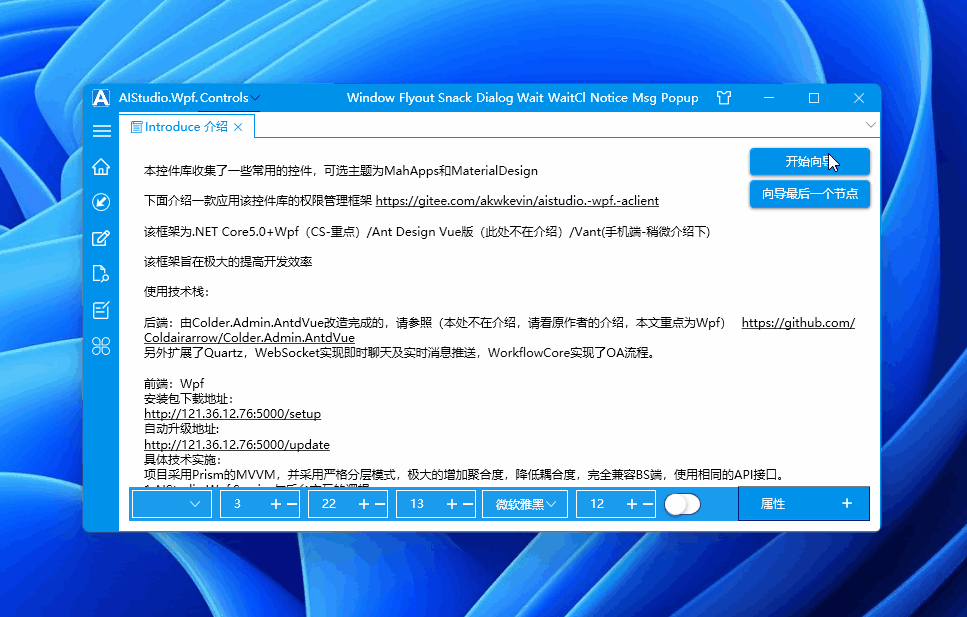 AIStudio.Wpf.Controls
Window Flyout Snack Dialog Wait WaitCl Notice Msg Popup
Introduce 介绍
开始向导
向导最后一个节点
本控件库收集了一些常用的控件，可选主题为MahApps和MaterialDesign
下面介绍一款应用该控件库的权限管理框架 https://gitee.com/akwkevin/aistudio.-wpf.-aclient
该框架为.NET Core5.0+Wpf（CS-重点）/Ant Design Vue版（此处不在介绍）/Vant(手机端-稍微介绍下)
该框架旨在极大的提高开发效率
使用技术栈：
后端：由Colder.Admin.AntdVue改造完成的，请参照（本处不在介绍，请看原作者的介绍，本文重点为Wpf） https://github.com/
Coldairarrow/Colder.Admin.AntdVue
另外扩展了Quartz，WebSocket实现即时聊天及实时消息推送，WorkflowCore实现了OA流程。
前端：Wpf
安装包下载地址：
http://121.36.12.76:5000/setup
自动升级地址:
http://121.36.12.76:5000/update
具体技术实施：
项目采用Prism的MVVM，并采用严格分层模式，极大的增加聚合度，降低耦合度，完全兼容BS端，使用相同的API接口。
3 22 13 微软雅黑 12 属性